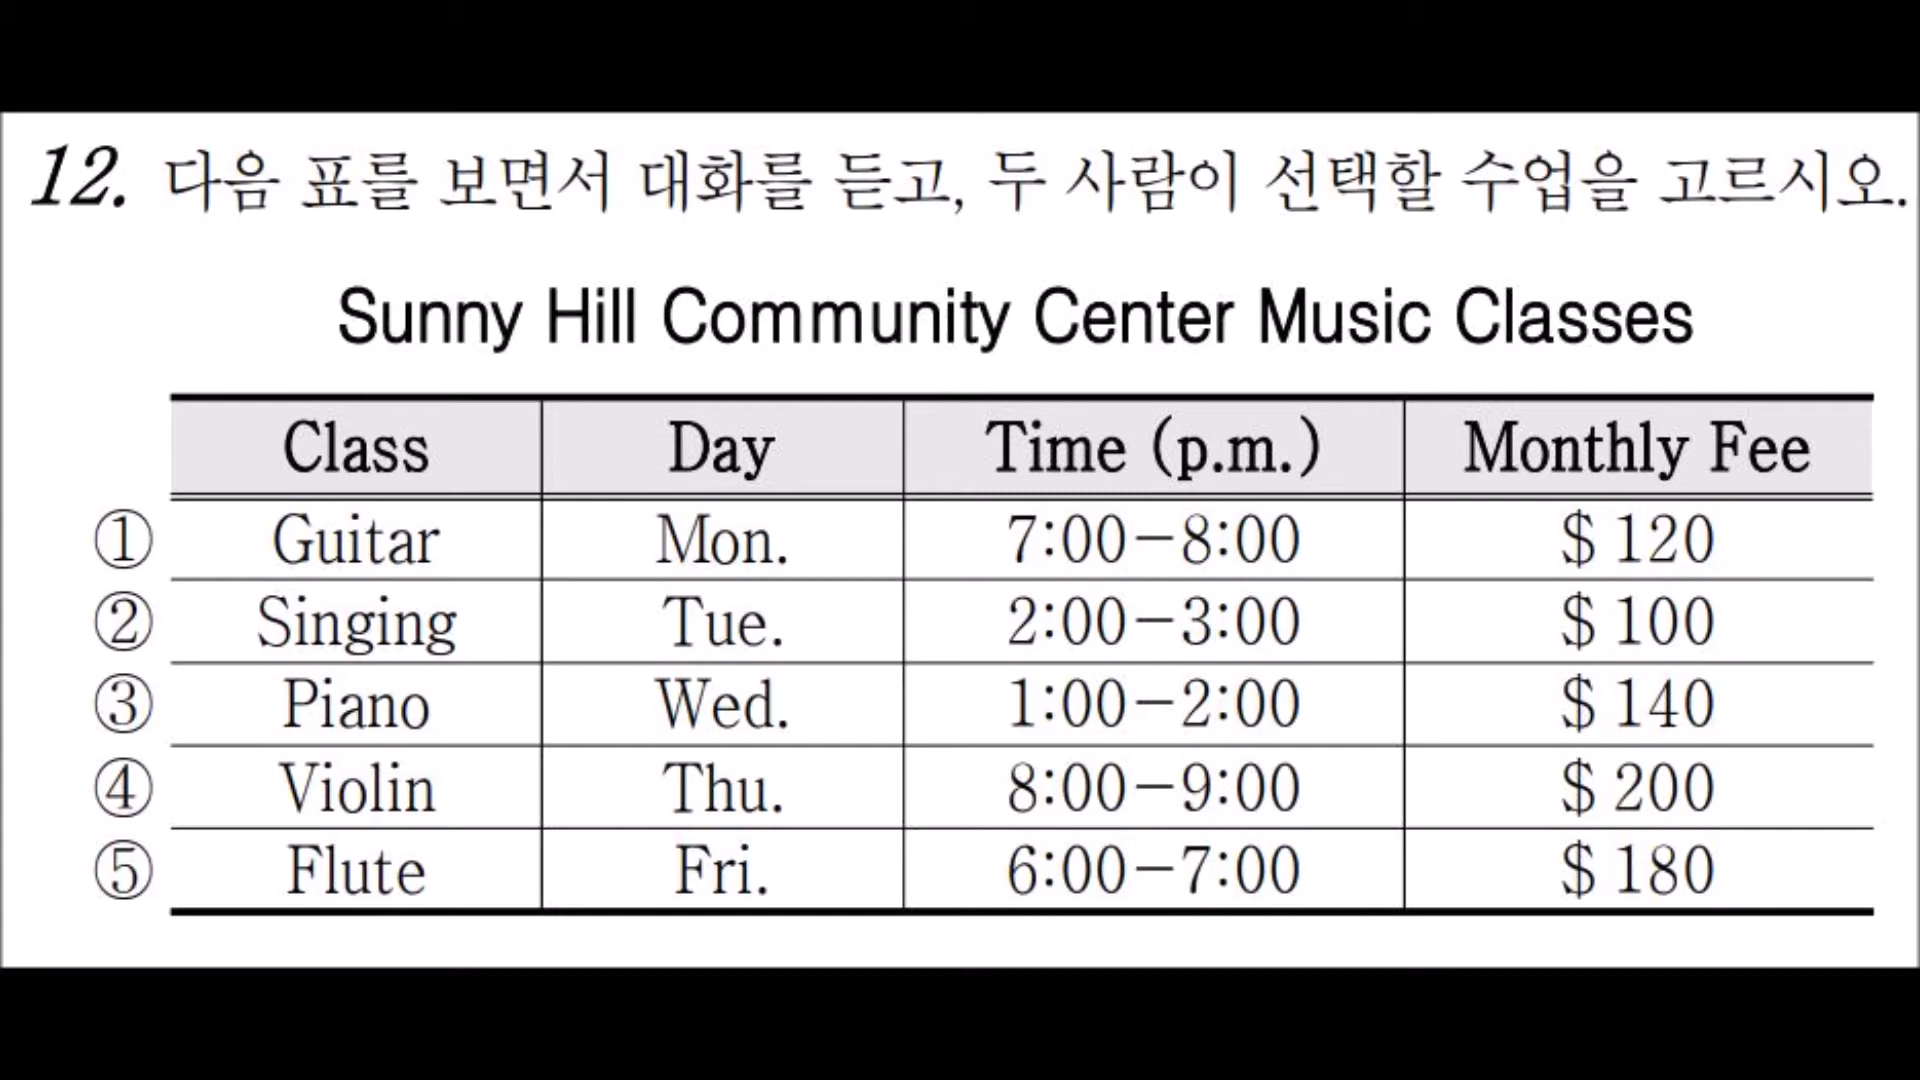 12. 다음 표를 보면서 대화를 듣고, 두 사람이 선택할 수업을 고르시오.
Sunny Hill Community Center Music Classes
Class Day Time (p.m.) Monthly Fee
① Guitar Mon. 7:00-8:00 $ 120
② Singing Tue. 2:00-3:00 $ 100
③ Piano Wed. 1:00-2:00 $ 140
④ Violin Thu. 8:00-9:00 $ 200
⑤ Flute Fri. 6:00-7:00 $ 180